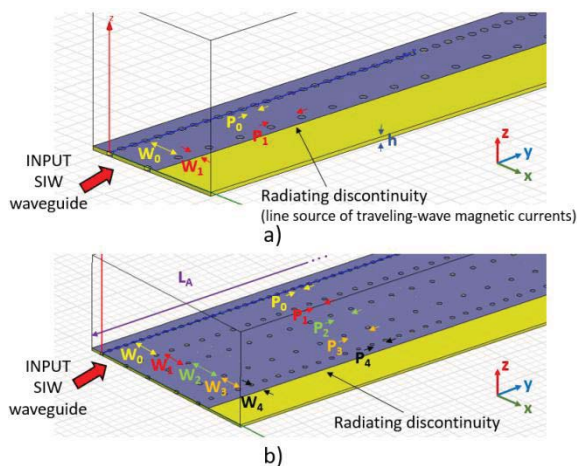 z
P₀
P₁
h
W₀
W₁
INPUT
SIW
waveguide
Radiating discontinuity
(line source of traveling-wave magnetic currents)
z
y
x
a)
L_A
...
P₀
P₁
P₂
P₃
P₄
W₀
W₁
W₂
W₃
W₄
INPUT
SIW
waveguide
Radiating discontinuity
z
y
x
b)